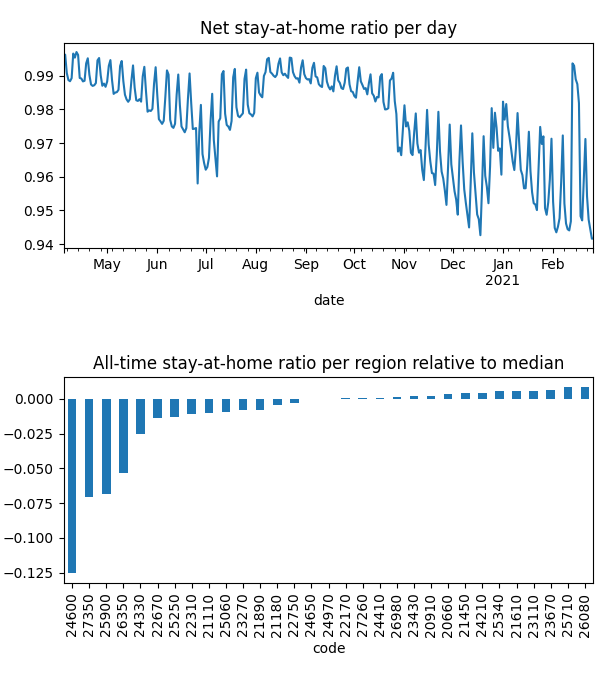 Net stay-at-home ratio per day
0.99
0.98
0.97
0.96
0.95
0.94
May Jun Jul Aug Sep Oct Nov Dec Jan Feb
2021
date
All-time stay-at-home ratio per region relative to median
0.000
−0.025
−0.050
−0.075
−0.100
−0.125
24600 27350 25900 26350 24330 22670 25250 22310 21110 25060 23270 21890 21180 22750 24650 24970 22170 27260 24410 26980 23430 20910 20660 21450 24210 25340 21610 23110 23670 25710 26080
code